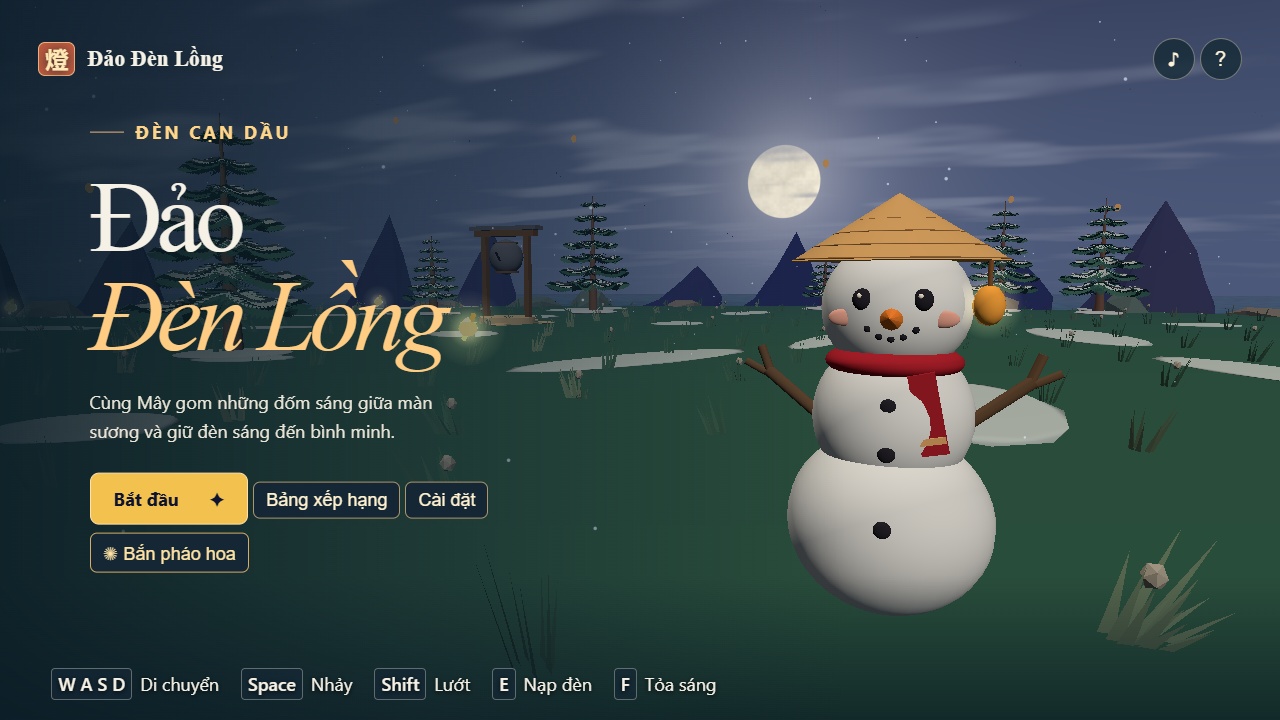 燈 Đảo Đèn Lồng
♪ ?
ĐÈN CẠN DẦU
Đảo
Đèn Lồng
Cùng Mây gom những đốm sáng giữa màn
sương và giữ đèn sáng đến bình minh.
Bắt đầu ✦ Bảng xếp hạng Cài đặt
✺ Bắn pháo hoa
W A S D Di chuyển Space Nhảy Shift Lướt E Nạp đèn F Tỏa sáng